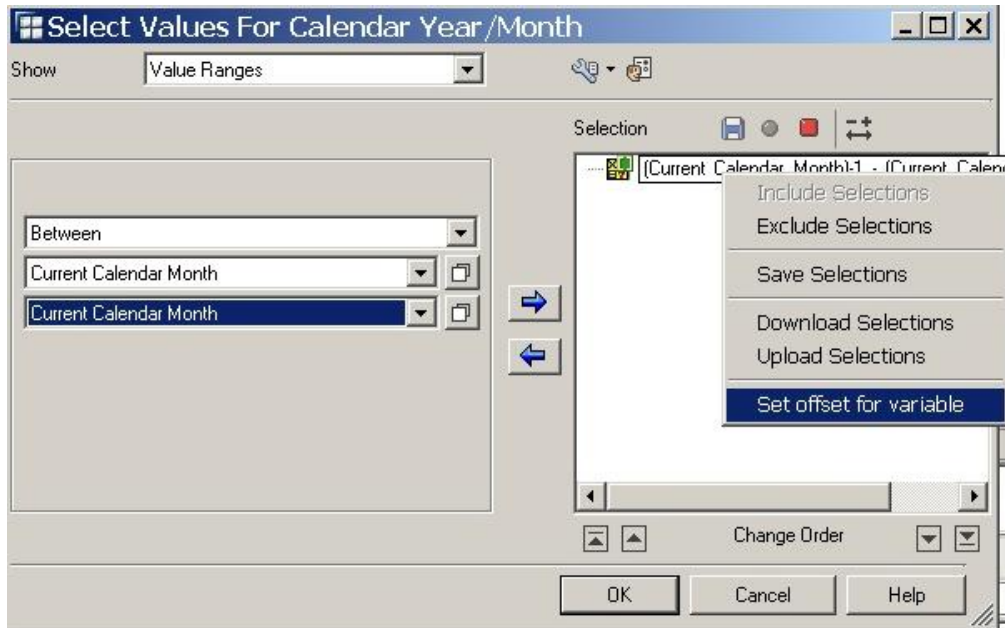 Select Values For Calendar Year/Month
Show
Value Ranges
Selection
(Current Calendar Month)-1 - (Current Calend
Include Selections
Exclude Selections
Save Selections
Download Selections
Upload Selections
Set offset for variable
Between
Current Calendar Month
Current Calendar Month
Change Order
OK
Cancel
Help